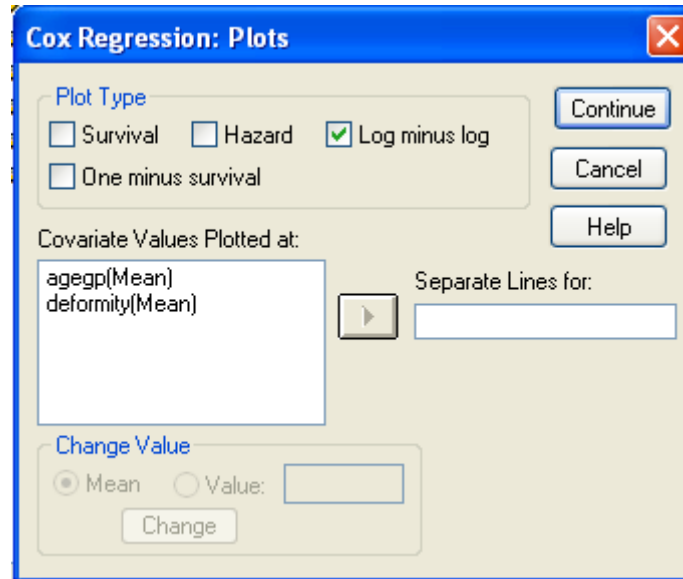 Cox Regression: Plots
Plot Type
Survival Hazard Log minus log
One minus survival
Continue
Cancel
Help
Covariate Values Plotted at:
agegp(Mean)
deformity(Mean)
Separate Lines for:
Change Value
Mean Value:
Change